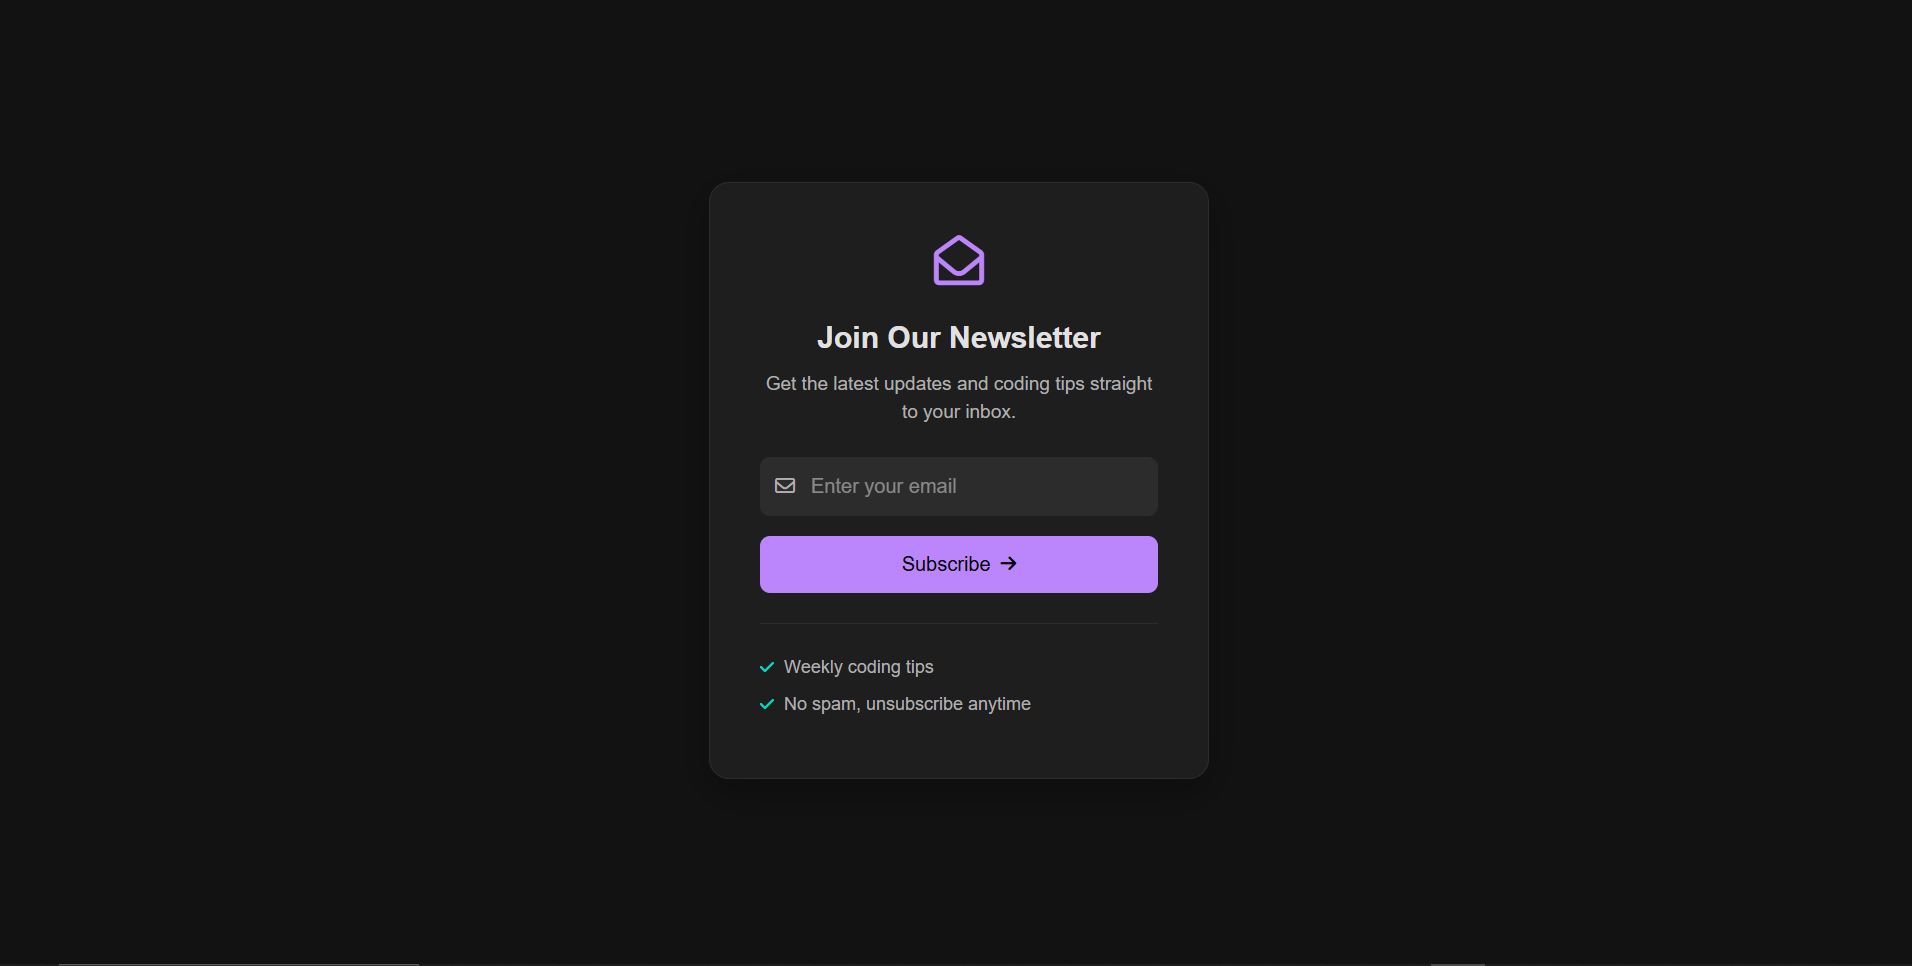 Join Our Newsletter
Get the latest updates and coding tips straight
to your inbox.
Enter your email
Subscribe
Weekly coding tips
No spam, unsubscribe anytime